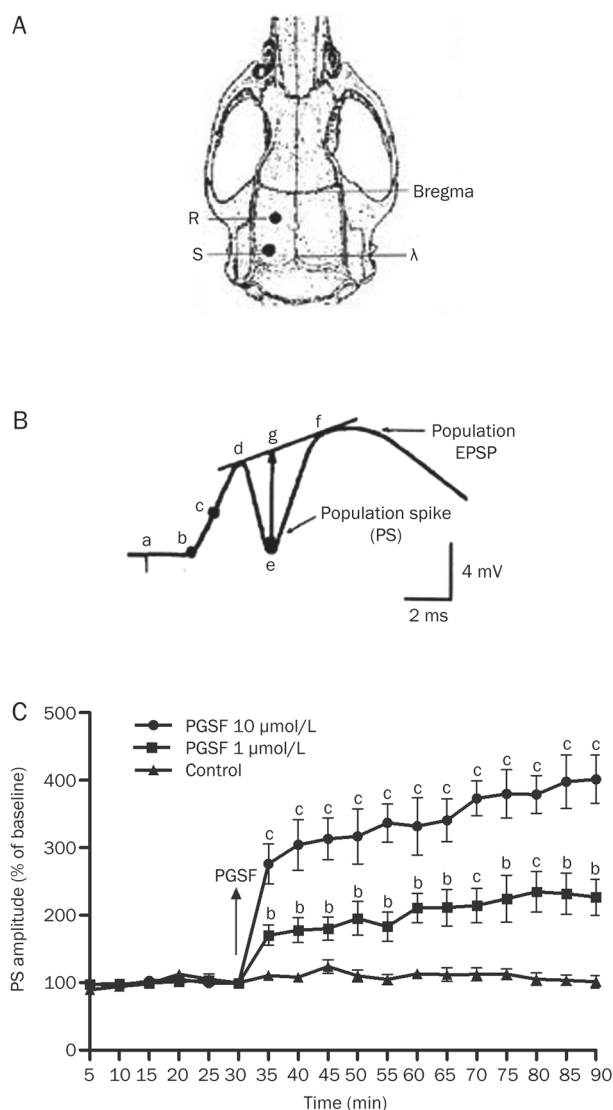 A
Bregma
R
S
λ
B
f
g
d
Population
EPSP
c
Population spike
(PS)
a
b
e
4 mV
2 ms
C
500
PGSF 10 µmol/L
PGSF 1 µmol/L
Control
c c c
400
c c c c c c c c c
300
PGSF
b b b b b b b c b c b b
200
100
0
PS amplitude (% of baseline)
5 10 15 20 25 30 35 40 45 50 55 60 65 70 75 80 85 90
Time (min)